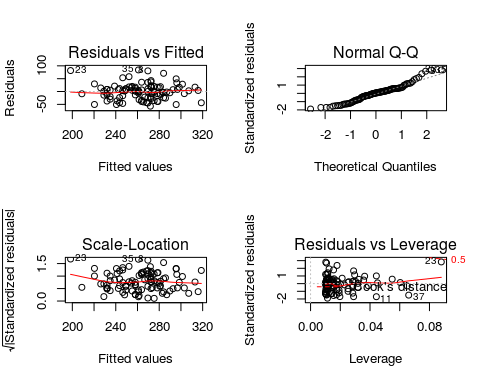 Residuals vs Fitted
Residuals
100
-50
23
35
8
200 240 280 320
Fitted values
Normal Q-Q
Standardized residuals
1
-2
-2 -1 0 1 2
Theoretical Quantiles
Scale-Location
√|Standardized residuals|
1.5
0.0
23
35
8
200 240 280 320
Fitted values
Residuals vs Leverage
Standardized residuals
1
-2
23
0.5
Cook's distance
11
37
0.00 0.04 0.08
Leverage